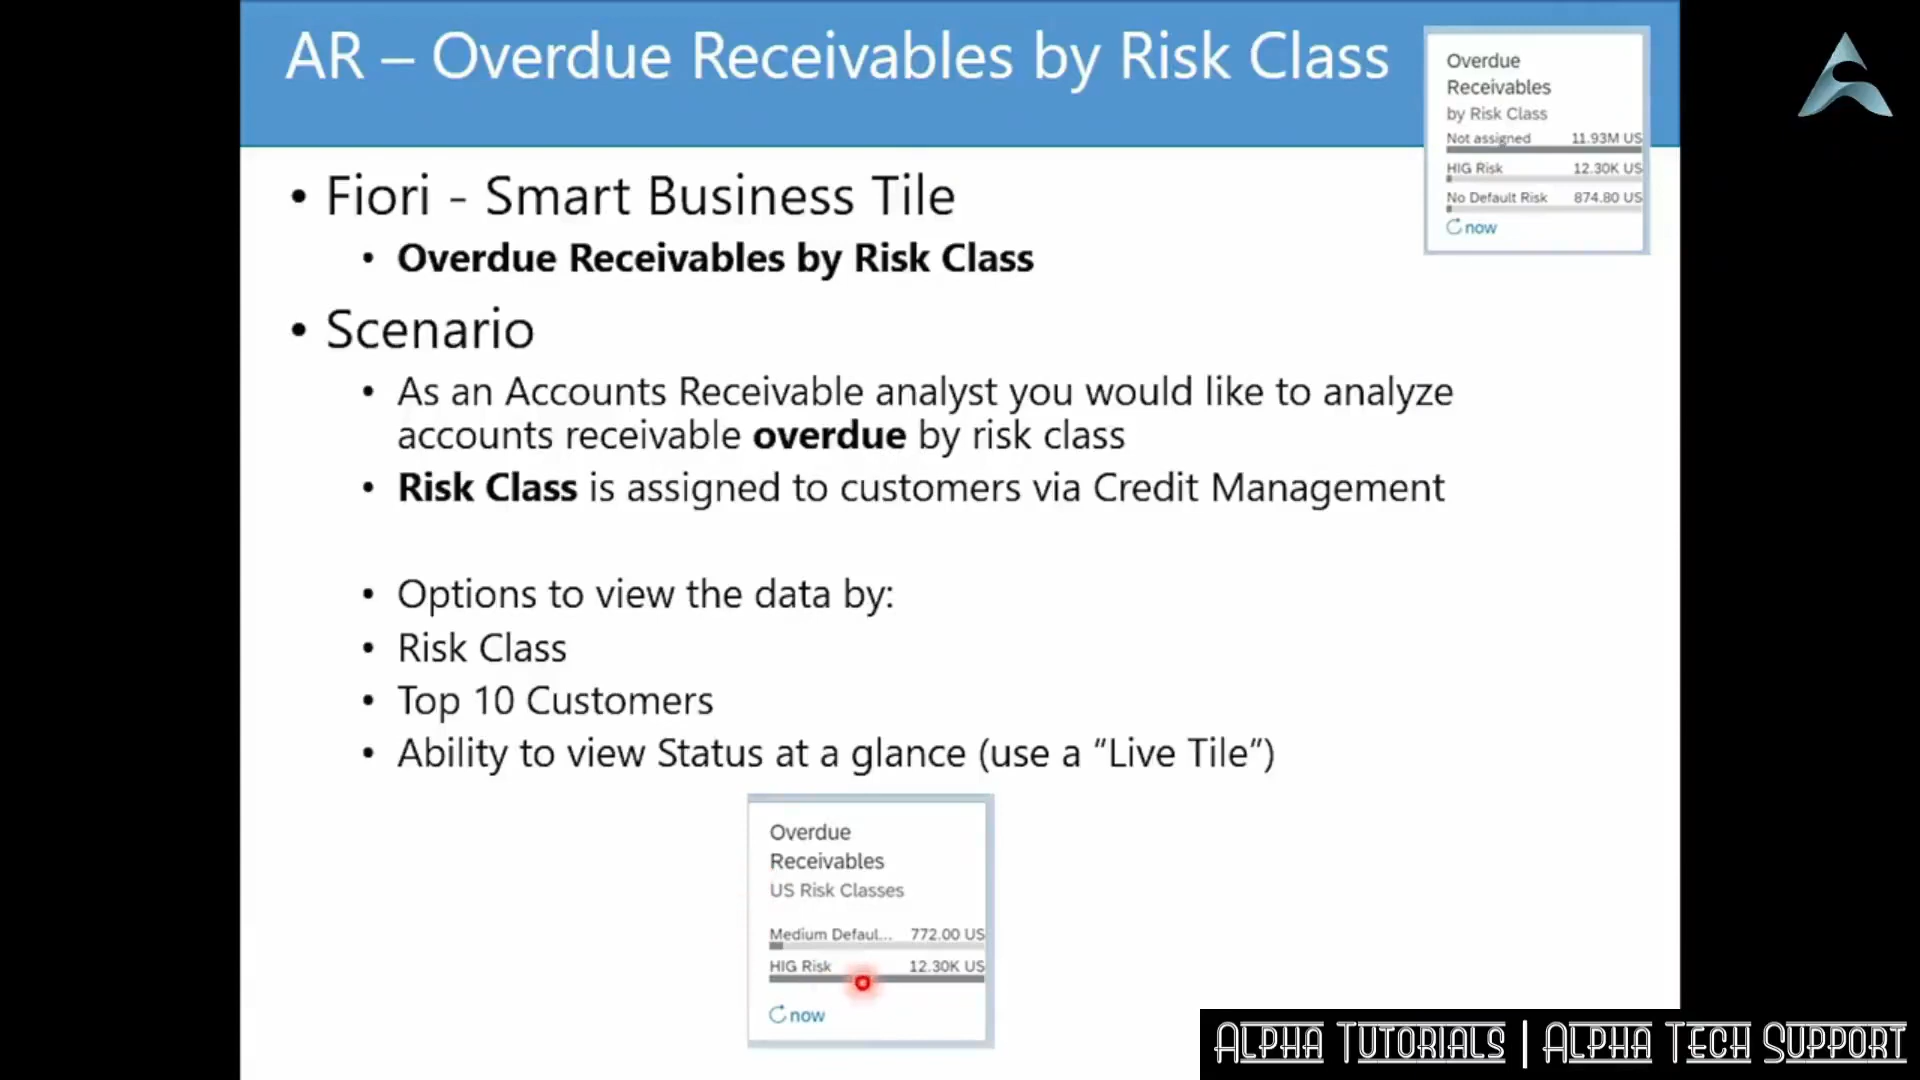 AR – Overdue Receivables by Risk Class
Overdue
Receivables
by Risk Class
Not assigned 11.93M US
HIG Risk 12.30K US
No Default Risk 874.80 US
now
• Fiori - Smart Business Tile
• Overdue Receivables by Risk Class
• Scenario
• As an Accounts Receivable analyst you would like to analyze
accounts receivable overdue by risk class
• Risk Class is assigned to customers via Credit Management
• Options to view the data by:
• Risk Class
• Top 10 Customers
• Ability to view Status at a glance (use a “Live Tile”)
Overdue
Receivables
US Risk Classes
Medium Defaul... 772.00 US
HIG Risk 12.30K US
now
Alpha Tutorials | Alpha Tech Support